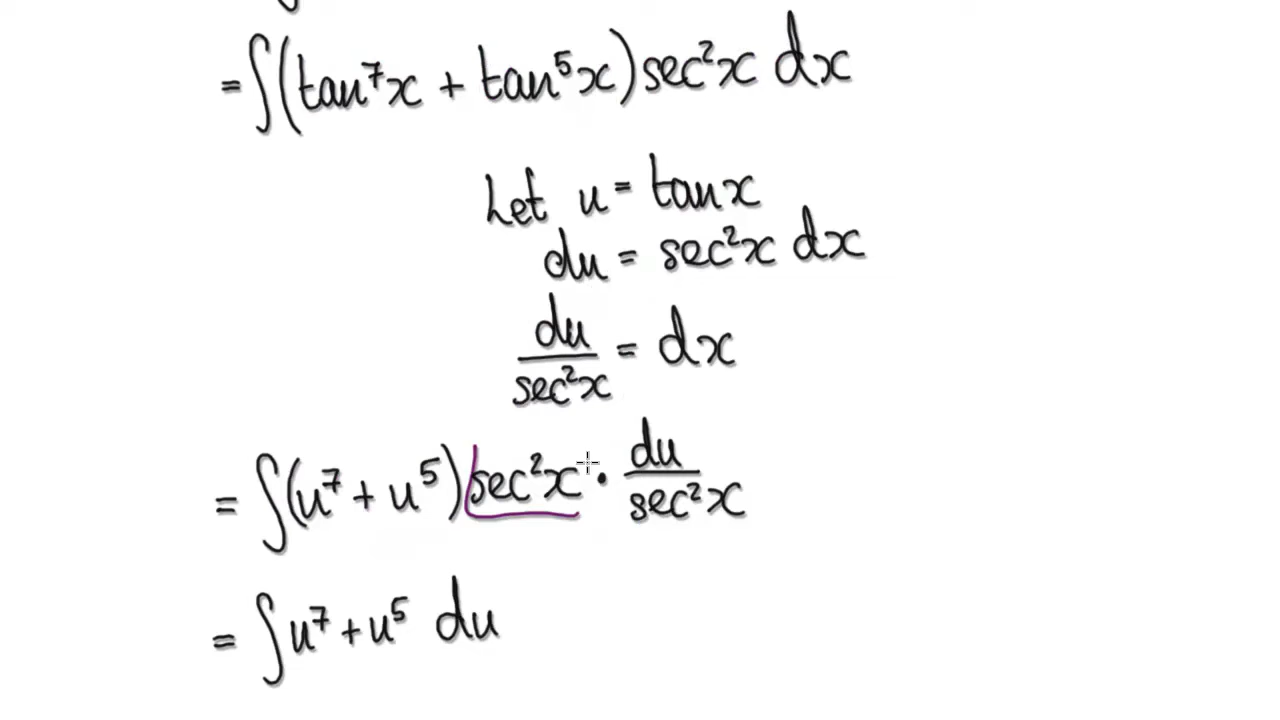 = ∫(tan⁷x + tan⁵x) sec²x dx
Let u = tan x
du = sec²x dx
du/sec²x = dx
= ∫(u⁷ + u⁵) sec²x · du/sec²x
= ∫u⁷ + u⁵ du